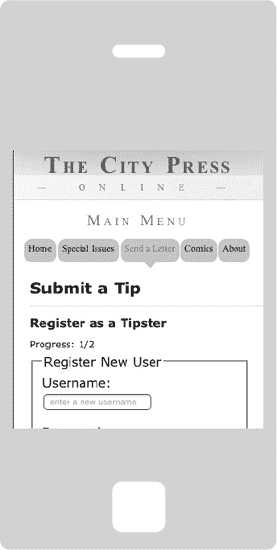 THE CITY PRESS
— ONLINE —
MAIN MENU
Home Special Issues Send a Letter Comics About
Submit a Tip
Register as a Tipster
Progress: 1/2
Register New User
Username:
enter a new username